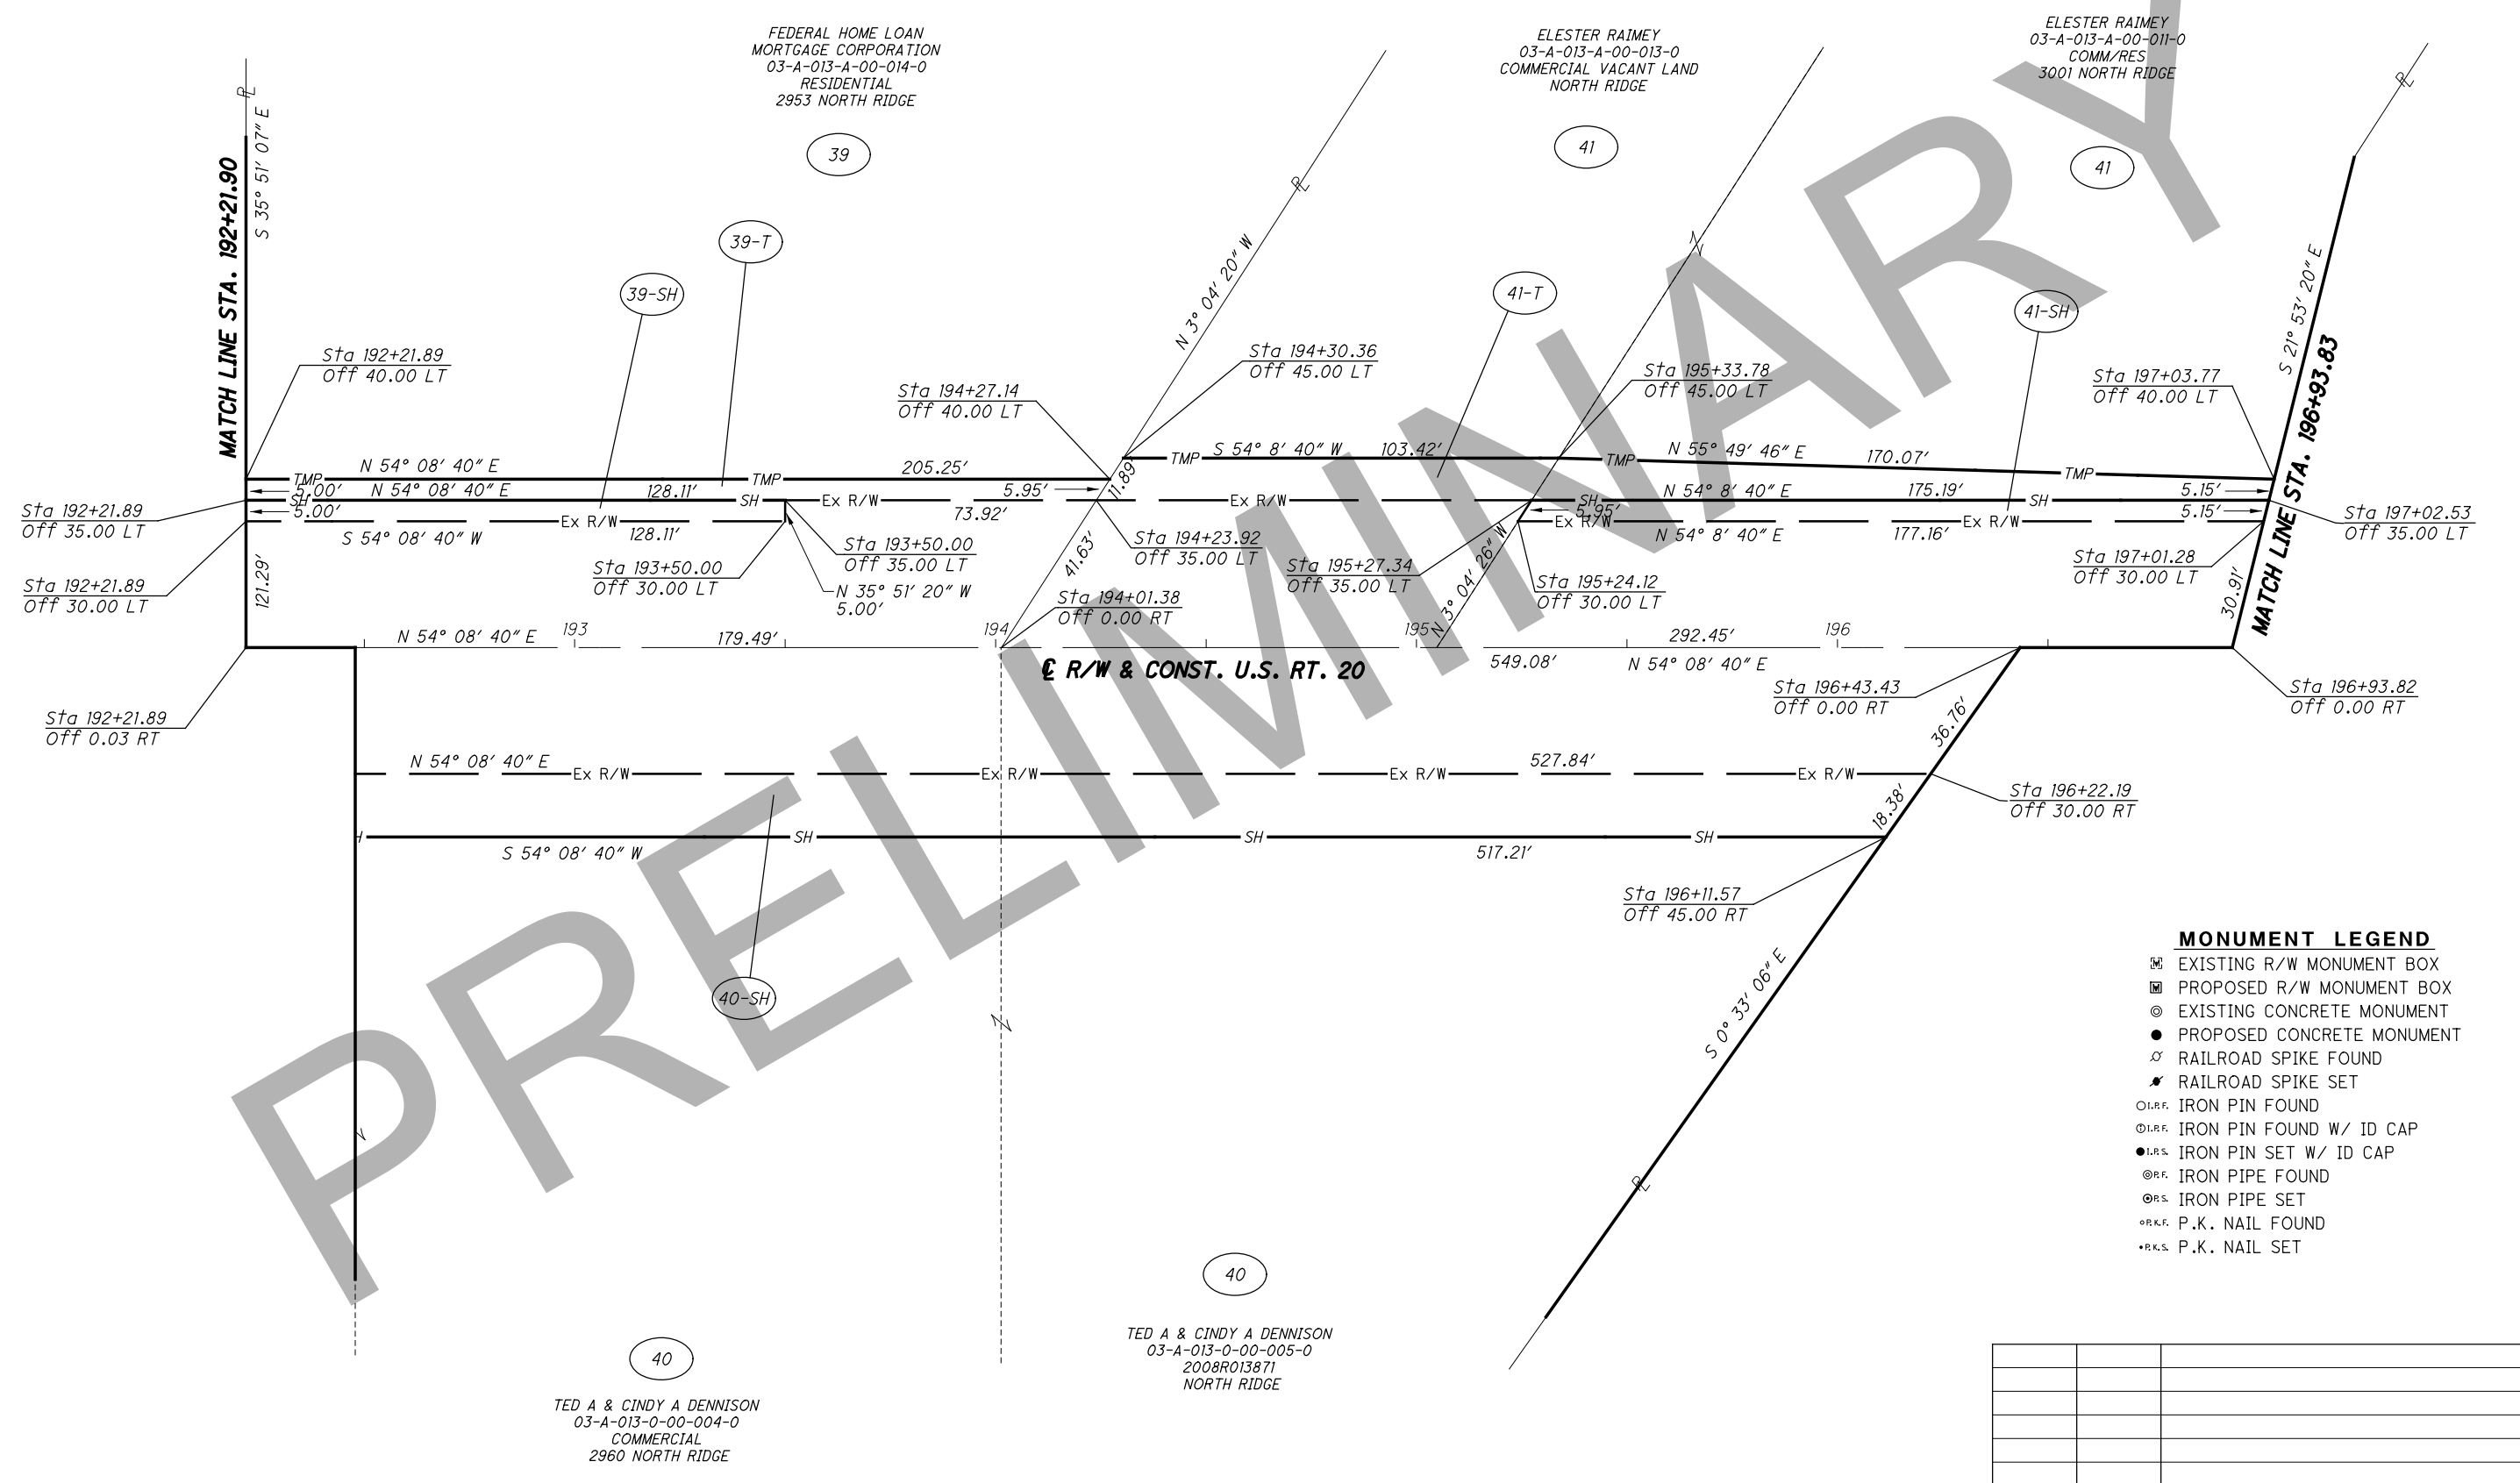 FEDERAL HOME LOAN
MORTGAGE CORPORATION
03-A-013-A-00-014-0
RESIDENTIAL
2953 NORTH RIDGE
39
ELESTER RAIMEY
03-A-013-A-00-013-0
COMMERCIAL VACANT LAND
NORTH RIDGE
41
ELESTER RAIMEY
03-A-013-A-00-011-0
COMM/RES
3001 NORTH RIDGE
41
PL
PL
PL
MATCH LINE STA. 192+21.90
S 35° 51' 07" E
39-T
39-SH
N 3° 04' 20" W
41-T
41-SH
S 21° 53' 20" E
MATCH LINE STA. 196+93.83
Sta 192+21.89
Off 40.00 LT
Sta 194+27.14
Off 40.00 LT
Sta 194+30.36
Off 45.00 LT
Sta 195+33.78
Off 45.00 LT
Sta 197+03.77
Off 40.00 LT
TMP N 54° 08' 40" E TMP 205.25'
TMP S 54° 8' 40" W 103.42' TMP N 55° 49' 46" E 170.07' TMP
5.00' N 54° 08' 40" E 128.11' 5.95' 11.89'
SH SH Ex R/W 73.92' Ex R/W SH N 54° 8' 40" E 175.19' SH 5.15'
5.00' Ex R/W 5.95' Ex R/W Ex R/W 5.15'
S 54° 08' 40" W 128.11' N 54° 8' 40" E 177.16'
Sta 192+21.89
Off 35.00 LT
Sta 192+21.89
Off 30.00 LT
121.29'
Sta 193+50.00
Off 30.00 LT
Sta 193+50.00
Off 35.00 LT
N 35° 51' 20" W
5.00'
41.63'
Sta 194+23.92
Off 35.00 LT
Sta 194+01.38
Off 0.00 RT
Sta 195+27.34
Off 35.00 LT
N 3° 04' 26" W
Sta 195+24.12
Off 30.00 LT
Sta 197+02.53
Off 35.00 LT
Sta 197+01.28
Off 30.00 LT
30.91'
N 54° 08' 40" E 193 179.49' 194 195 292.45' 196
℄ R/W & CONST. U.S. RT. 20
549.08' N 54° 08' 40" E
Sta 192+21.89
Off 0.03 RT
Sta 196+43.43
Off 0.00 RT
Sta 196+93.82
Off 0.00 RT
36.76'
N 54° 08' 40" E Ex R/W Ex R/W Ex R/W 527.84' Ex R/W
Sta 196+22.19
Off 30.00 RT
18.38'
SH SH SH
S 54° 08' 40" W 517.21'
Sta 196+11.57
Off 45.00 RT
40-SH
S 0° 33' 06" E
PL
PRELIMINARY
MONUMENT LEGEND
EXISTING R/W MONUMENT BOX
PROPOSED R/W MONUMENT BOX
EXISTING CONCRETE MONUMENT
PROPOSED CONCRETE MONUMENT
RAILROAD SPIKE FOUND
RAILROAD SPIKE SET
I.P.F. IRON PIN FOUND
I.P.F. IRON PIN FOUND W/ ID CAP
I.P.S. IRON PIN SET W/ ID CAP
P.F. IRON PIPE FOUND
P.S. IRON PIPE SET
P.K.F. P.K. NAIL FOUND
P.K.S. P.K. NAIL SET
40
TED A & CINDY A DENNISON
03-A-013-0-00-005-0
2008R013871
NORTH RIDGE
40
TED A & CINDY A DENNISON
03-A-013-0-00-004-0
COMMERCIAL
2960 NORTH RIDGE